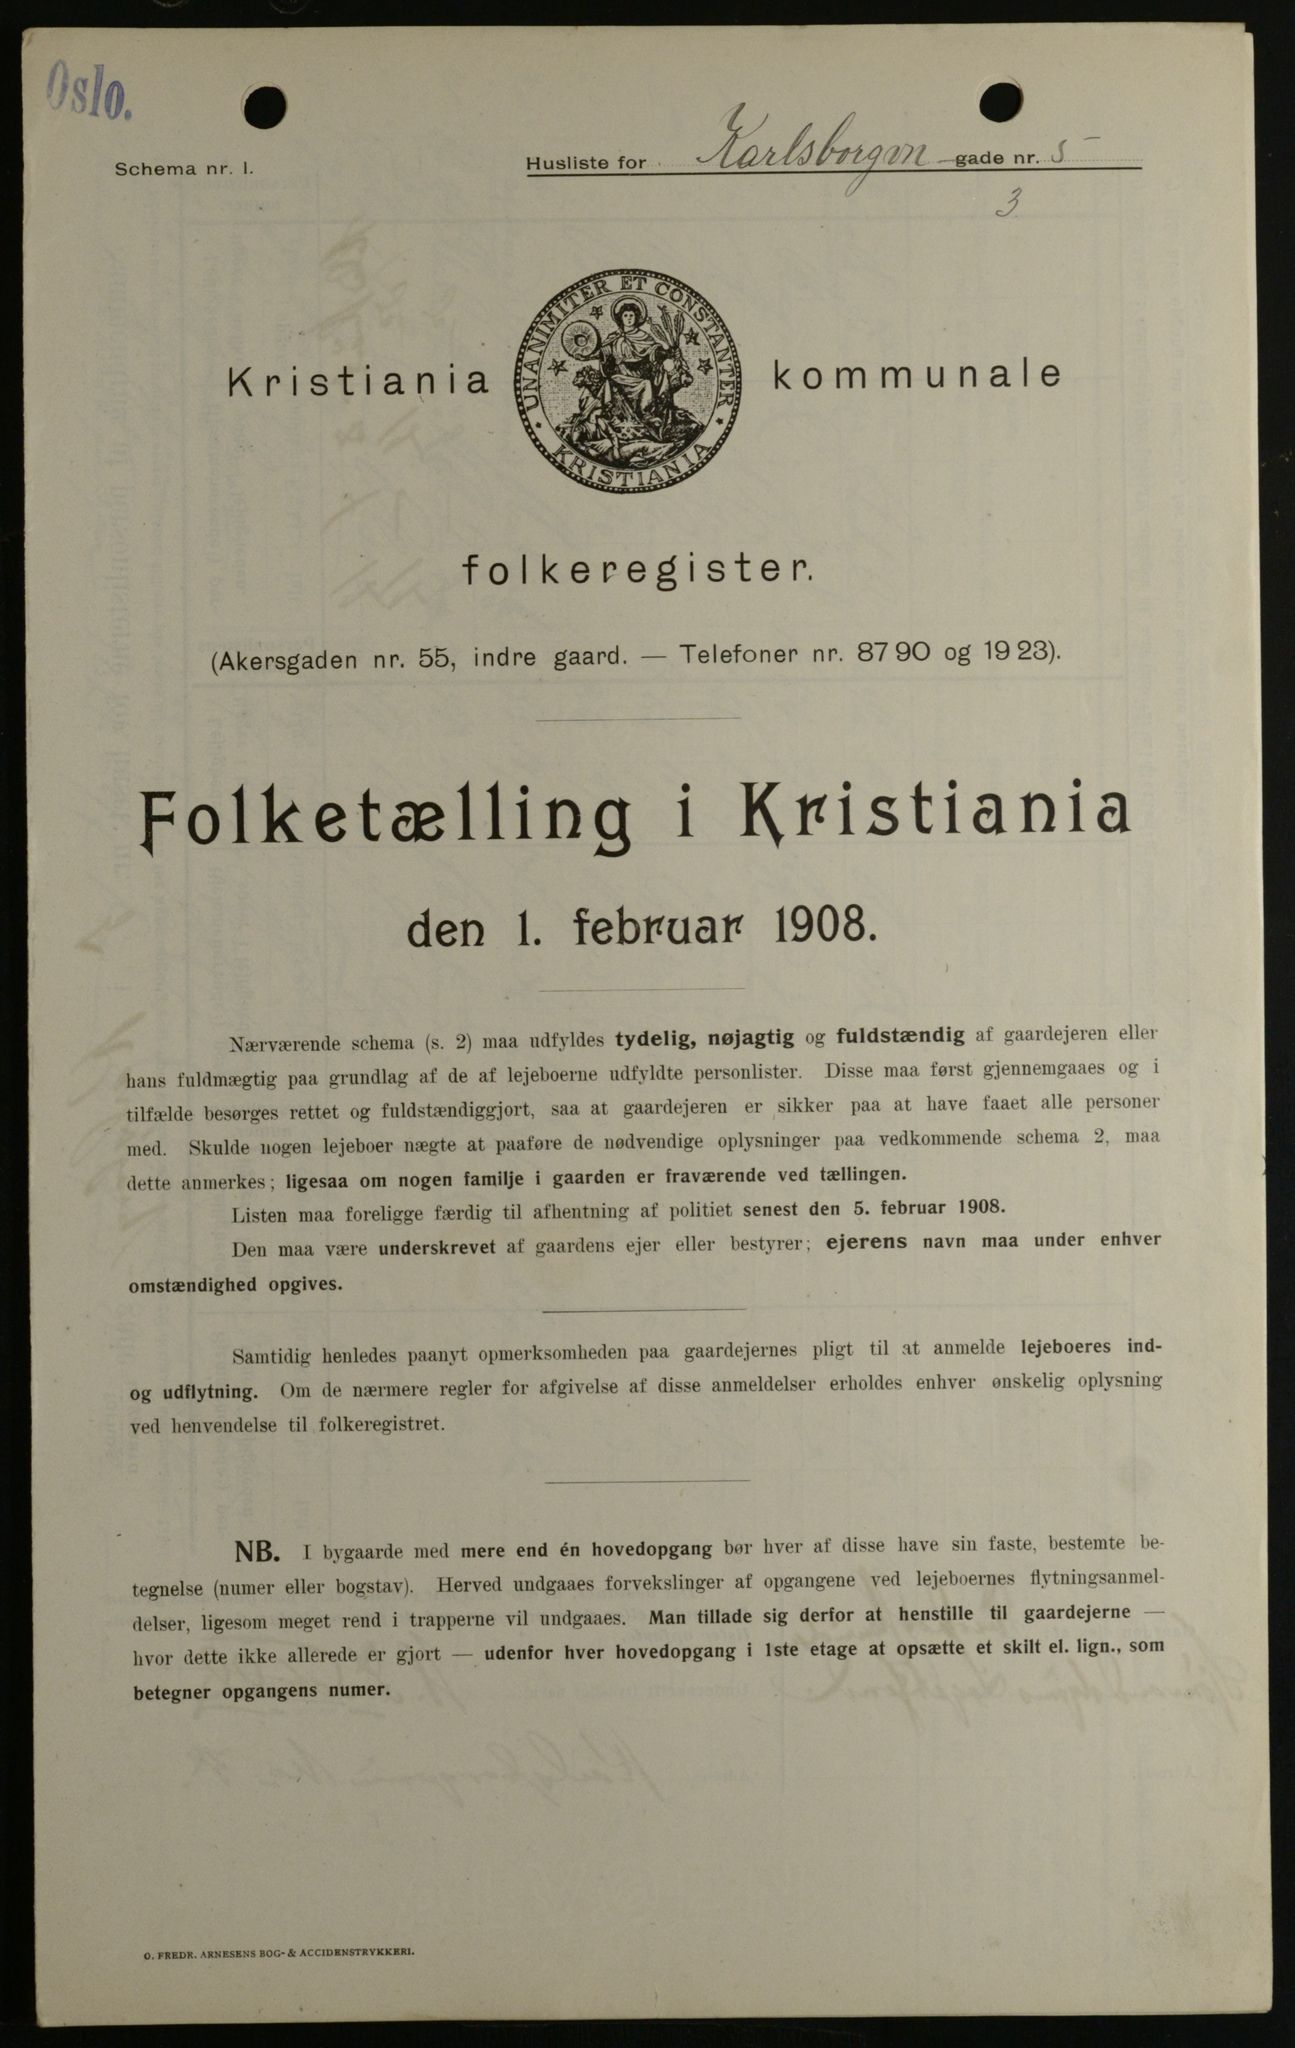 Oslo.
Schema nr. 1.
Husliste for Karlsborgvn gade nr. 5
3
UNANIMITER ET CONSTANTER
KRISTIANIA
Kristiania kommunale
folkeregister.
(Akersgaden nr. 55, indre gaard. — Telefoner nr. 8790 og 1923).
Folketælling i Kristiania
den 1. februar 1908.
Nærværende schema (s. 2) maa udfyldes tydelig, nøjagtig og fuldstændig af gaardejeren eller
hans fuldmægtig paa grundlag af de af lejeboerne udfyldte personlister. Disse maa først gjennemgaaes og i
tilfælde besørges rettet og fuldstændiggjort, saa at gaardejeren er sikker paa at have faaet alle personer
med. Skulde nogen lejeboer nægte at paaføre de nødvendige oplysninger paa vedkommende schema 2, maa
dette anmerkes; ligesaa om nogen familje i gaarden er fraværende ved tællingen.
Listen maa foreligge færdig til afhentning af politiet senest den 5. februar 1908.
Den maa være underskrevet af gaardens ejer eller bestyrer; ejerens navn maa under enhver
omstændighed opgives.
Samtidig henledes paanyt opmerksomheden paa gaardejernes pligt til at anmelde lejeboeres ind-
og udflytning. Om de nærmere regler for afgivelse af disse anmeldelser erholdes enhver ønskelig oplysning
ved henvendelse til folkeregistret.
NB. I bygaarde med mere end én hovedopgang bør hver af disse have sin faste, bestemte be-
tegnelse (numer eller bogstav). Herved undgaaes forvekslinger af opgangene ved lejeboernes flytningsanmel-
delser, ligesom meget rend i trapperne vil undgaaes. Man tillade sig derfor at henstille til gaardejerne —
hvor dette ikke allerede er gjort — udenfor hver hovedopgang i 1ste etage at opsætte et skilt el. lign., som
betegner opgangens numer.
O. FREDR. ARNESENS BOG- & ACCIDENSTRYKKERI.